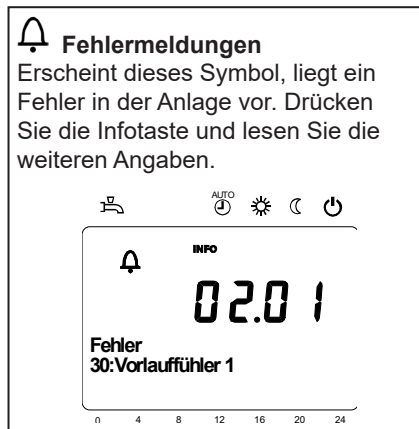 Fehlermeldungen
Erscheint dieses Symbol, liegt ein
Fehler in der Anlage vor. Drücken
Sie die Infotaste und lesen Sie die
weiteren Angaben.
AUTO
INFO
02.01
Fehler
30:Vorlauffühler 1
0 4 8 12 16 20 24